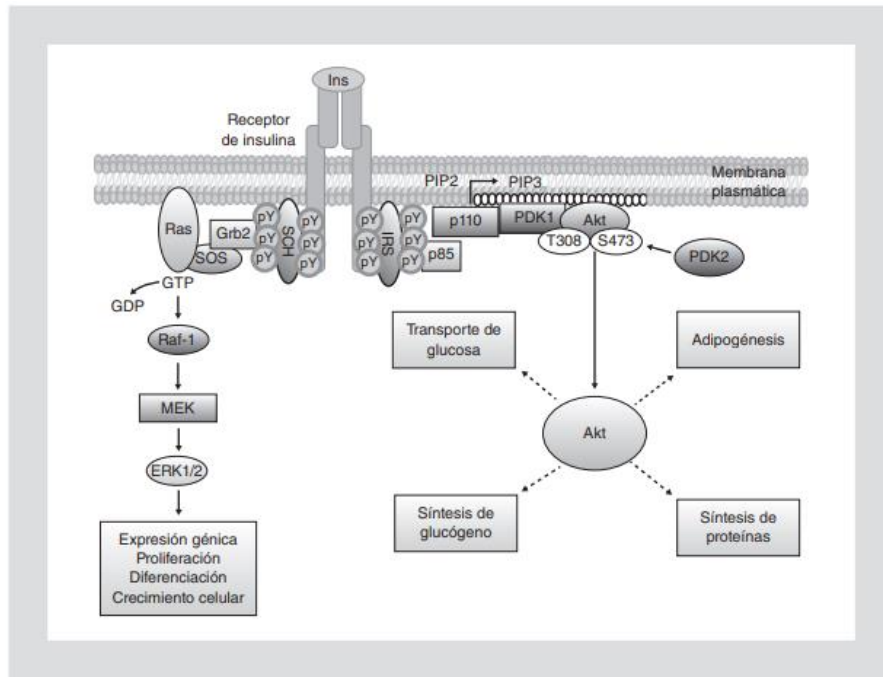 Ins
Receptor
de insulina
Membrana
plasmática
PIP2
PIP3
Ras
Grb2
SOS
pY
pY
pY
SCH
pY
pY
pY
pY
pY
pY
IRS
pY
pY
pY
p85
p110
PDK1
Akt
T308
S473
PDK2
GTP
GDP
Raf-1
MEK
ERK1/2
Expresión génica
Proliferación
Diferenciación
Crecimiento celular
Transporte de
glucosa
Adipogénesis
Akt
Síntesis de
glucógeno
Síntesis de
proteínas